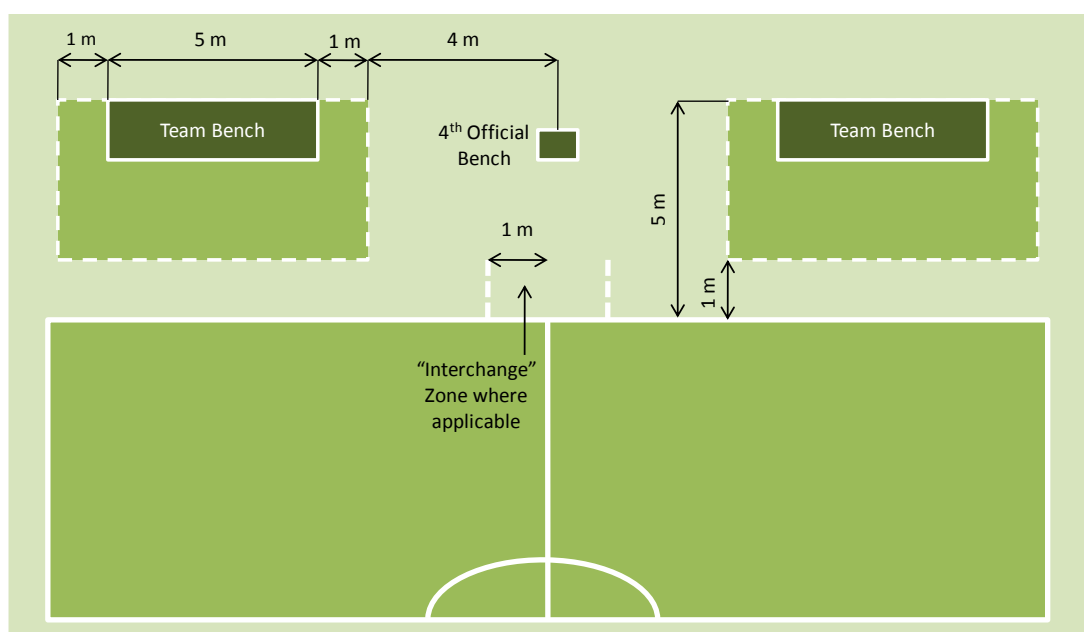 1 m
5 m
1 m
4 m
Team Bench
4th Official
Bench
Team Bench
5 m
1 m
1 m
“Interchange”
Zone where
applicable